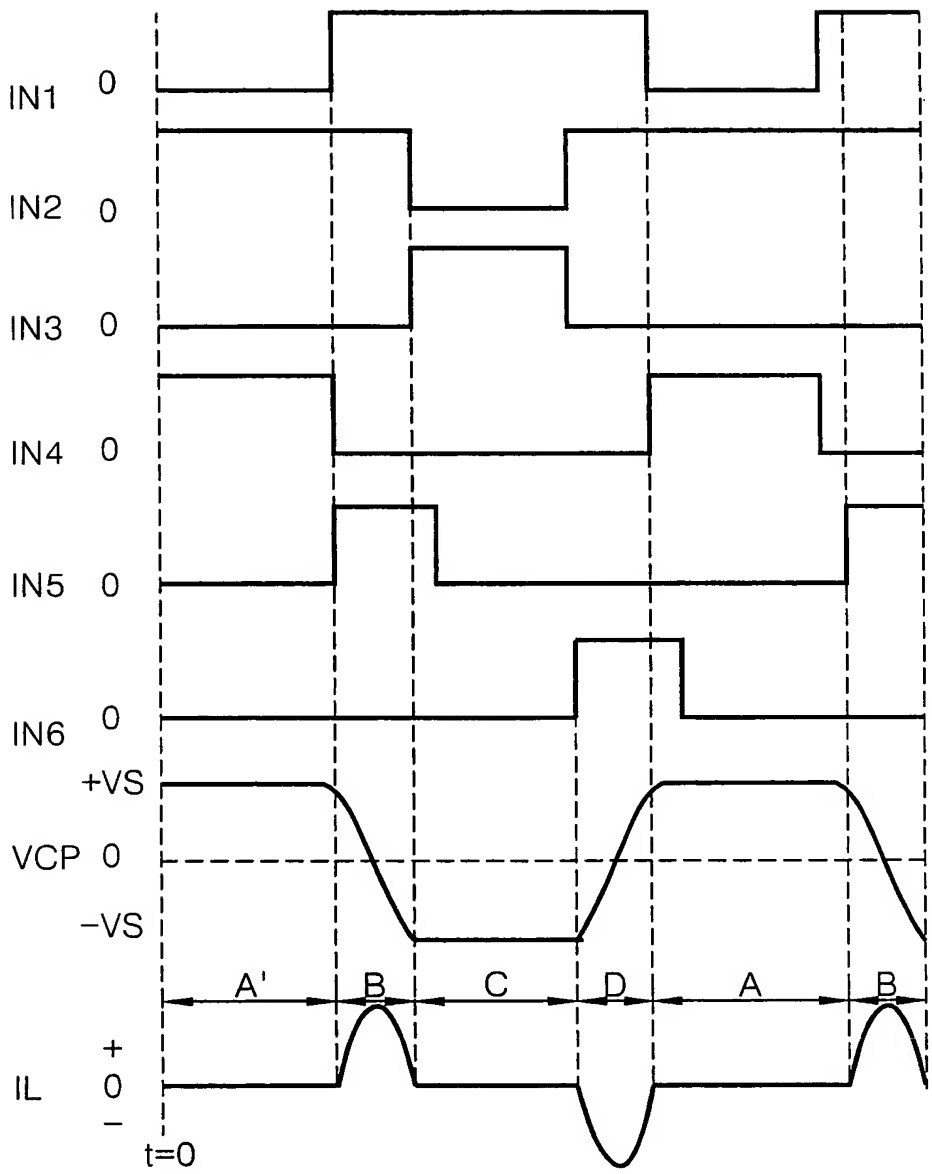 IN1 0
IN2 0
IN3 0
IN4 0
IN5 0
IN6 0
+VS
VCP 0
−VS
A' B C D A B
+
IL 0
−
t=0